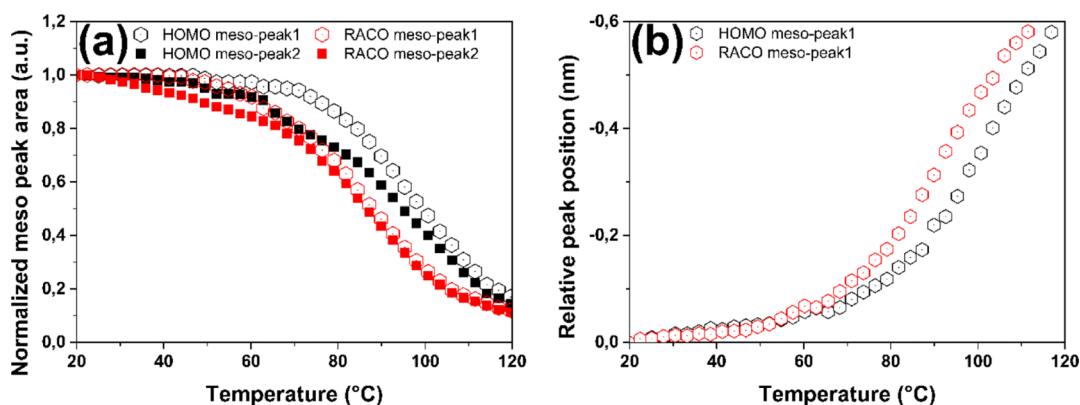 (a)
HOMO meso-peak1
RACO meso-peak1
HOMO meso-peak2
RACO meso-peak2
Normalized meso peak area (a.u.)
1,2
1,0
0,8
0,6
0,4
0,2
0,0
20 40 60 80 100 120
Temperature (°C)
(b)
HOMO meso-peak1
RACO meso-peak1
Relative peak position (nm)
-0,6
-0,4
-0,2
-0,0
20 40 60 80 100 120
Temperature (°C)